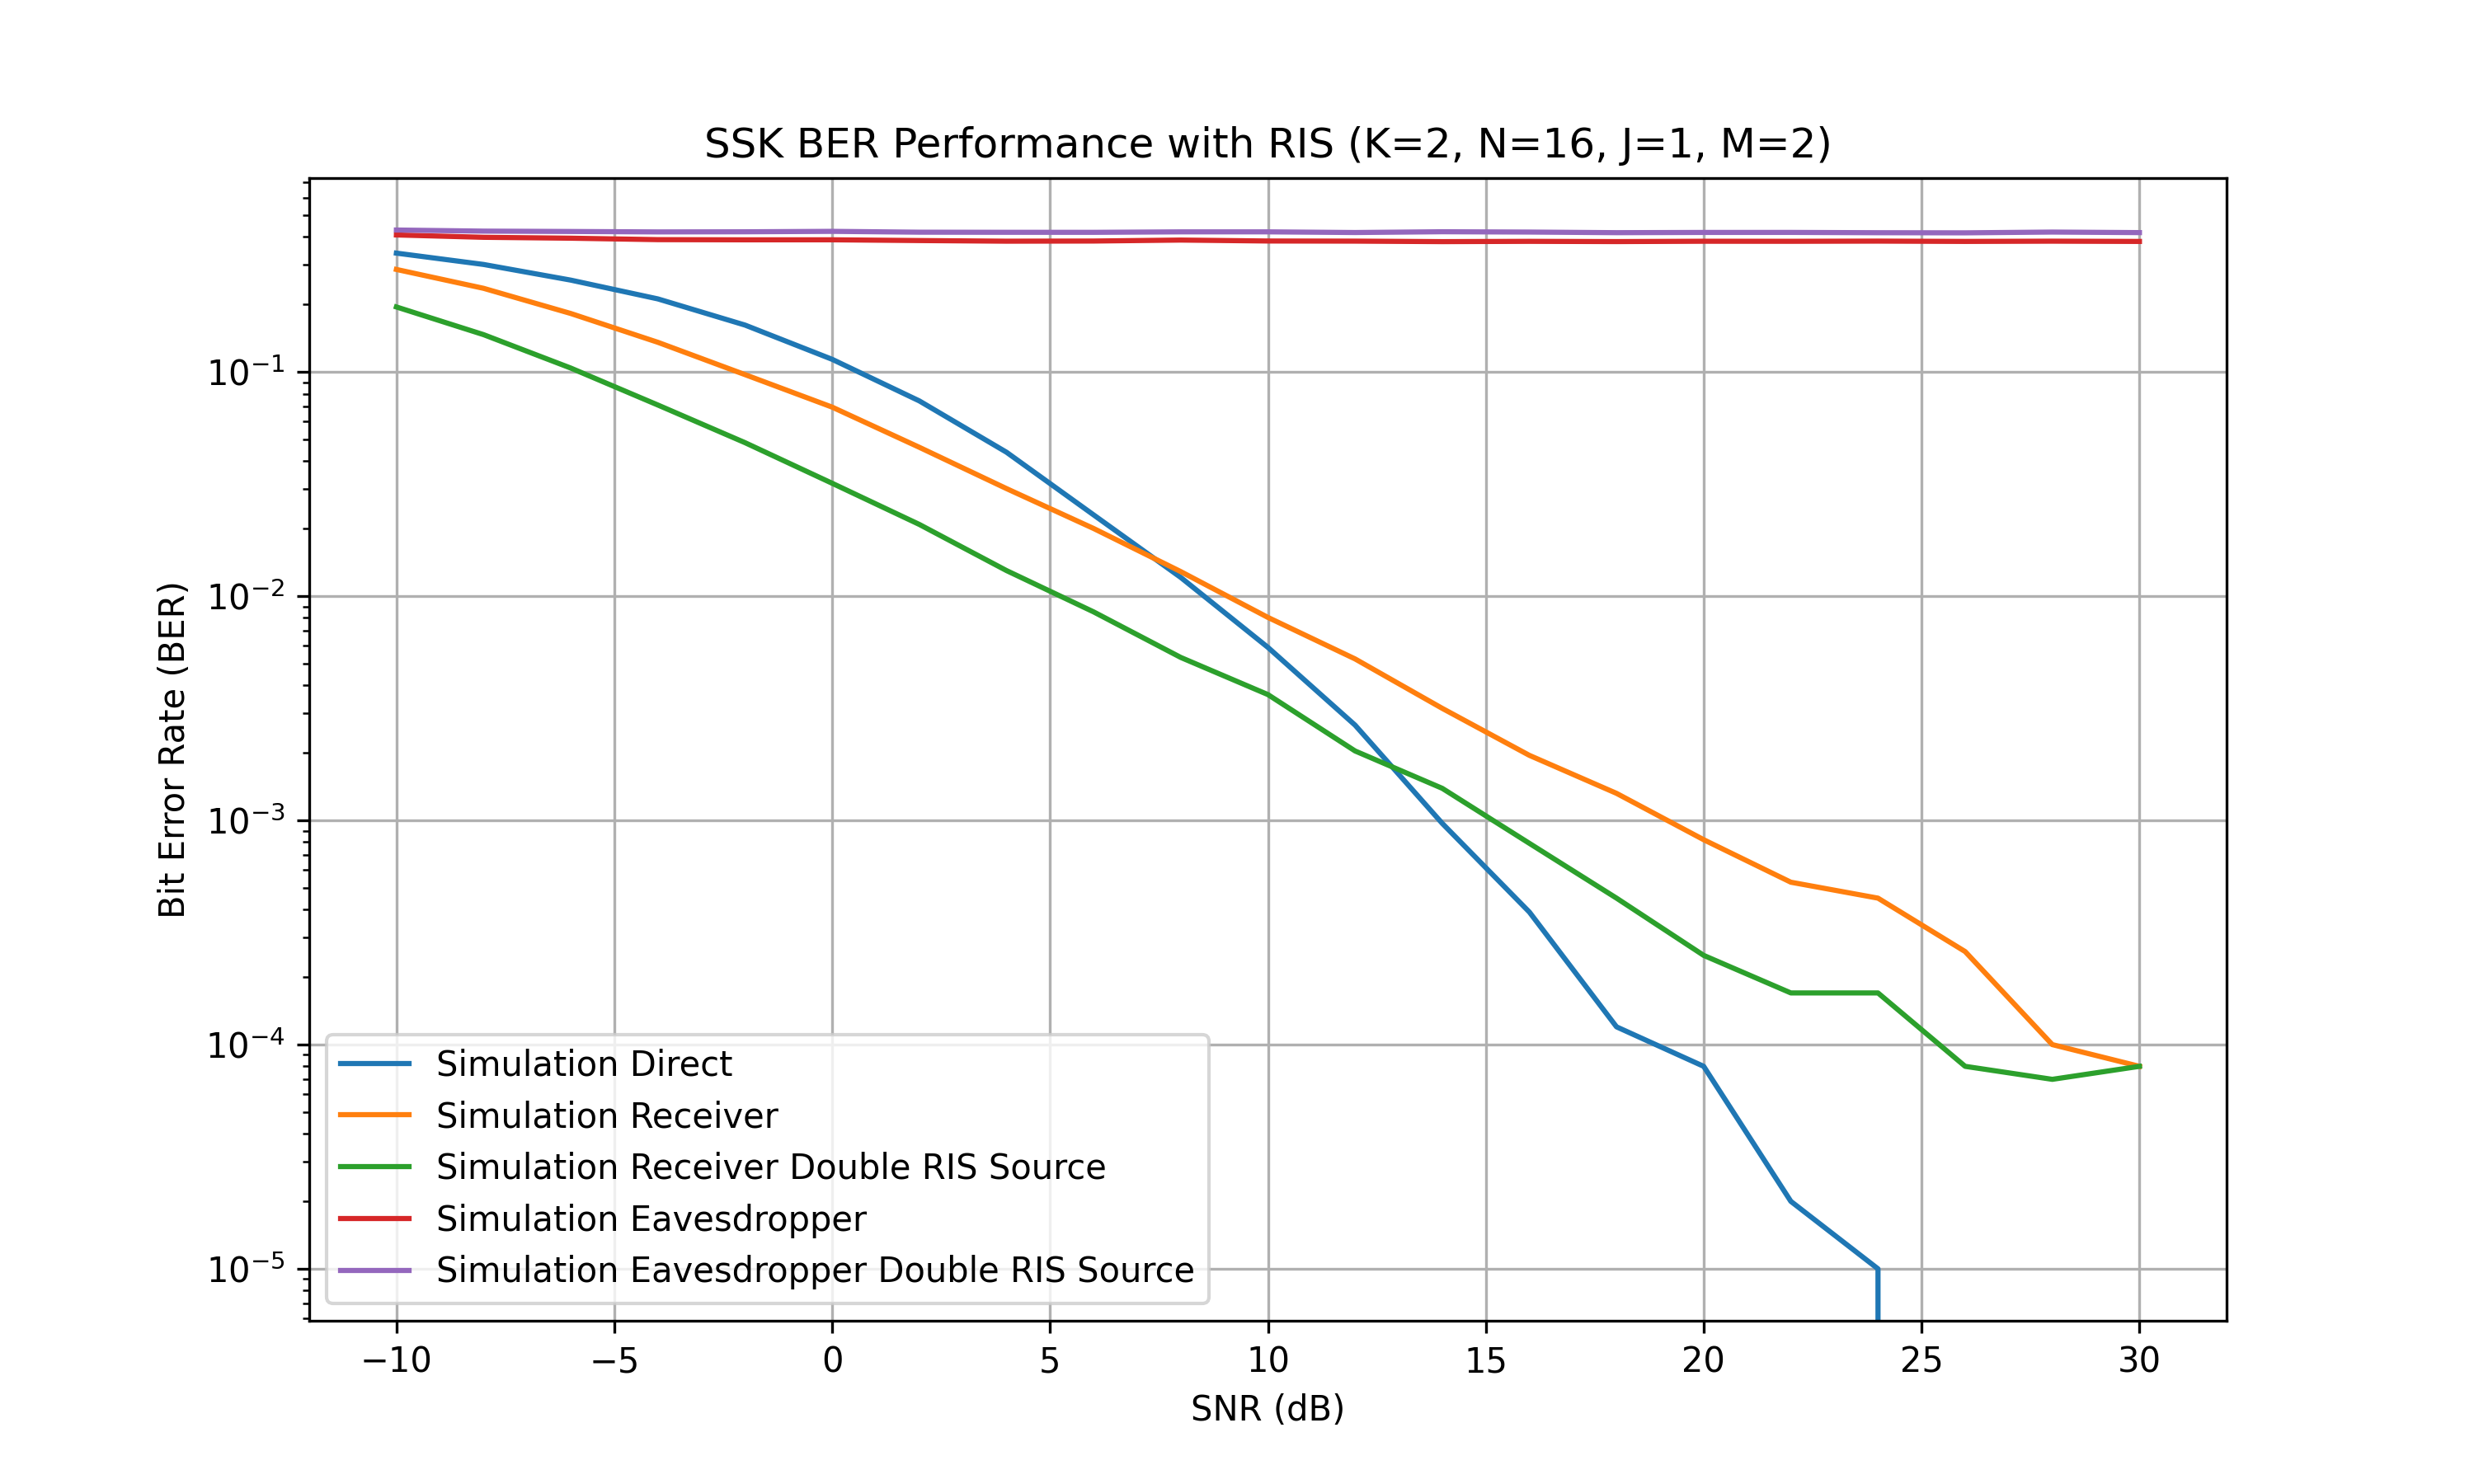 SSK BER Performance with RIS (K=2, N=16, J=1, M=2)
Bit Error Rate (BER)
10⁻¹
10⁻²
10⁻³
10⁻⁴
10⁻⁵
Simulation Direct
Simulation Receiver
Simulation Receiver Double RIS Source
Simulation Eavesdropper
Simulation Eavesdropper Double RIS Source
−10 −5 0 5 10 15 20 25 30
SNR (dB)